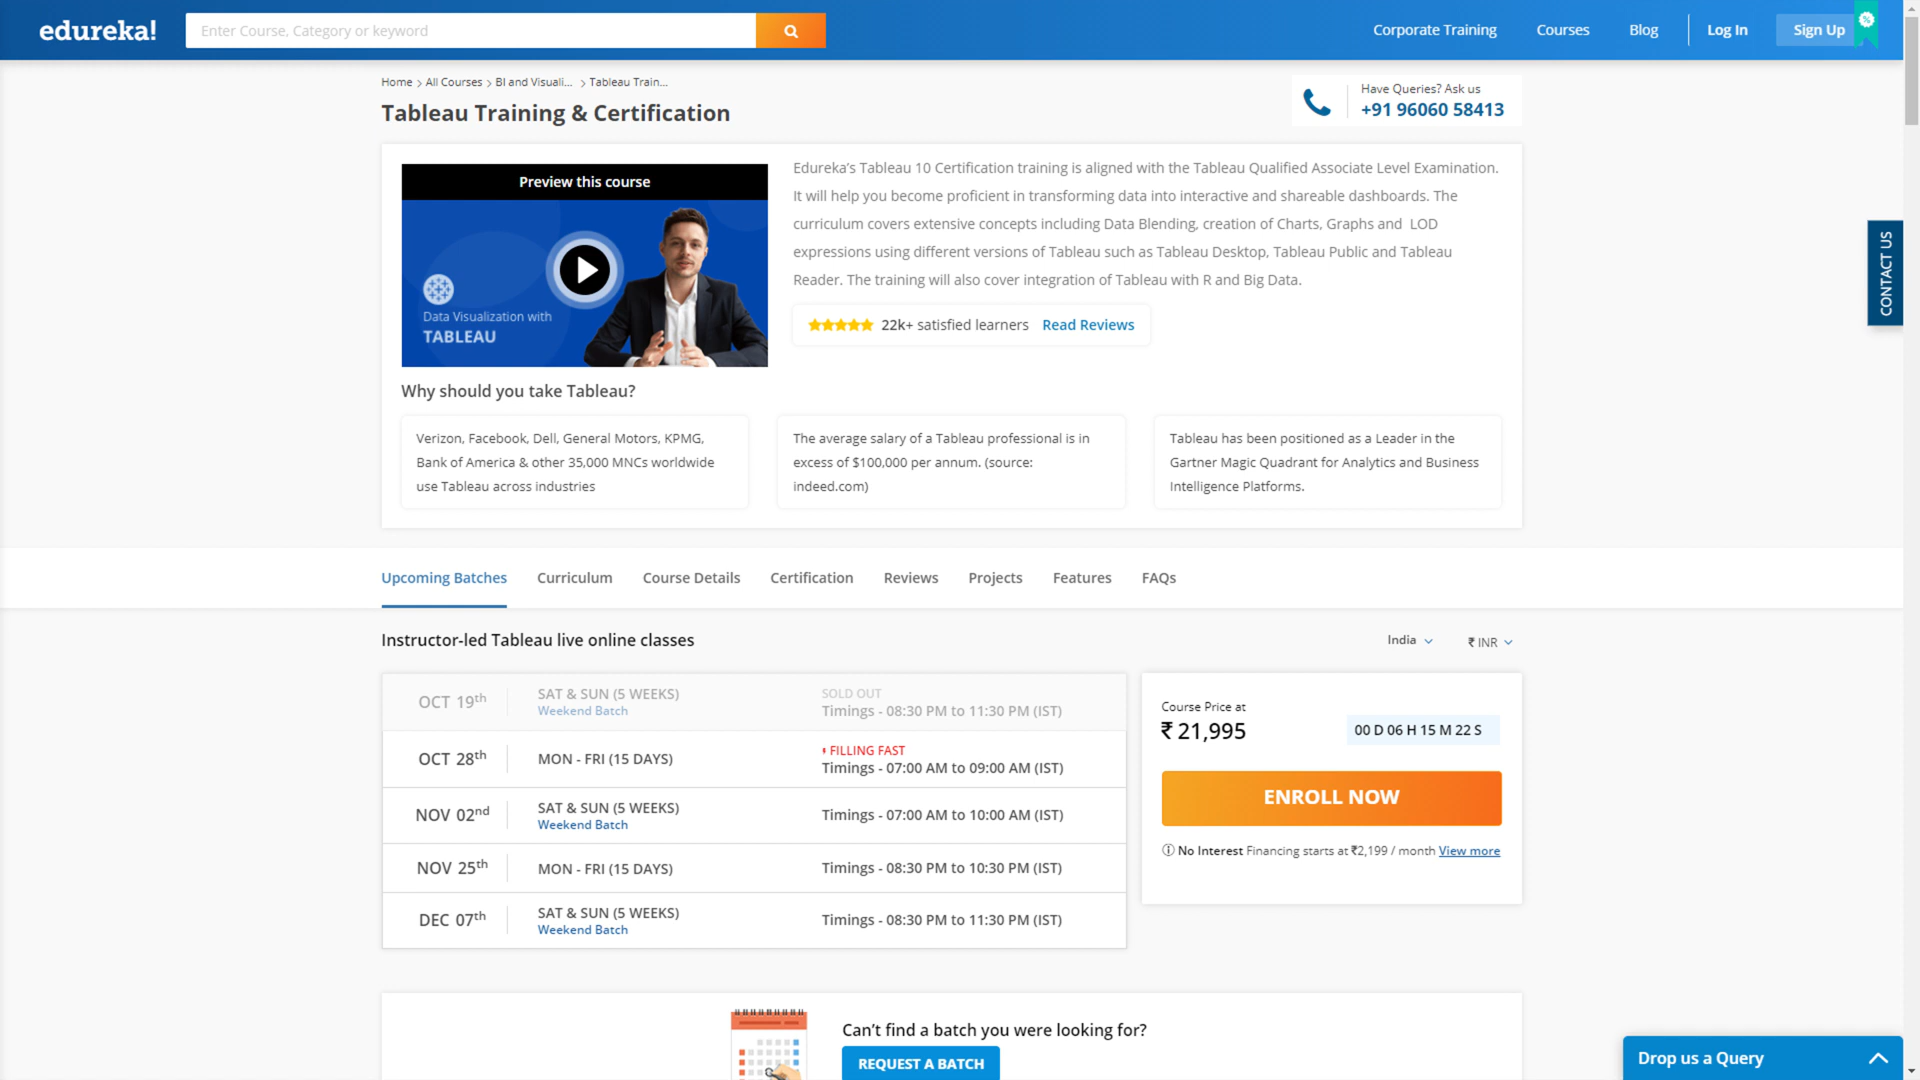 edureka!
Enter Course, Category or keyword
Corporate Training
Courses
Blog
Log In
Sign Up
Home > All Courses > BI and Visuali... > Tableau Train...
Tableau Training & Certification
Have Queries? Ask us
+91 96060 58413
Preview this course
Data Visualization with
TABLEAU
Edureka's Tableau 10 Certification training is aligned with the Tableau Qualified Associate Level Examination.
It will help you become proficient in transforming data into interactive and shareable dashboards. The
curriculum covers extensive concepts including Data Blending, creation of Charts, Graphs and LOD
expressions using different versions of Tableau such as Tableau Desktop, Tableau Public and Tableau
Reader. The training will also cover integration of Tableau with R and Big Data.
22k+ satisfied learners Read Reviews
CONTACT US
Why should you take Tableau?
Verizon, Facebook, Dell, General Motors, KPMG,
Bank of America & other 35,000 MNCs worldwide
use Tableau across industries
The average salary of a Tableau professional is in
excess of $100,000 per annum. (source:
indeed.com)
Tableau has been positioned as a Leader in the
Gartner Magic Quadrant for Analytics and Business
Intelligence Platforms.
Upcoming Batches
Curriculum
Course Details
Certification
Reviews
Projects
Features
FAQs
Instructor-led Tableau live online classes
India
₹ INR
OCT 19th
SAT & SUN (5 WEEKS)
Weekend Batch
SOLD OUT
Timings - 08:30 PM to 11:30 PM (IST)
OCT 28th
MON - FRI (15 DAYS)
FILLING FAST
Timings - 07:00 AM to 09:00 AM (IST)
NOV 02nd
SAT & SUN (5 WEEKS)
Weekend Batch
Timings - 07:00 AM to 10:00 AM (IST)
NOV 25th
MON - FRI (15 DAYS)
Timings - 08:30 PM to 10:30 PM (IST)
DEC 07th
SAT & SUN (5 WEEKS)
Weekend Batch
Timings - 08:30 PM to 11:30 PM (IST)
Course Price at
₹ 21,995
00 D 06 H 15 M 22 S
ENROLL NOW
No Interest Financing starts at ₹2,199 / month View more
Can't find a batch you were looking for?
REQUEST A BATCH
Drop us a Query